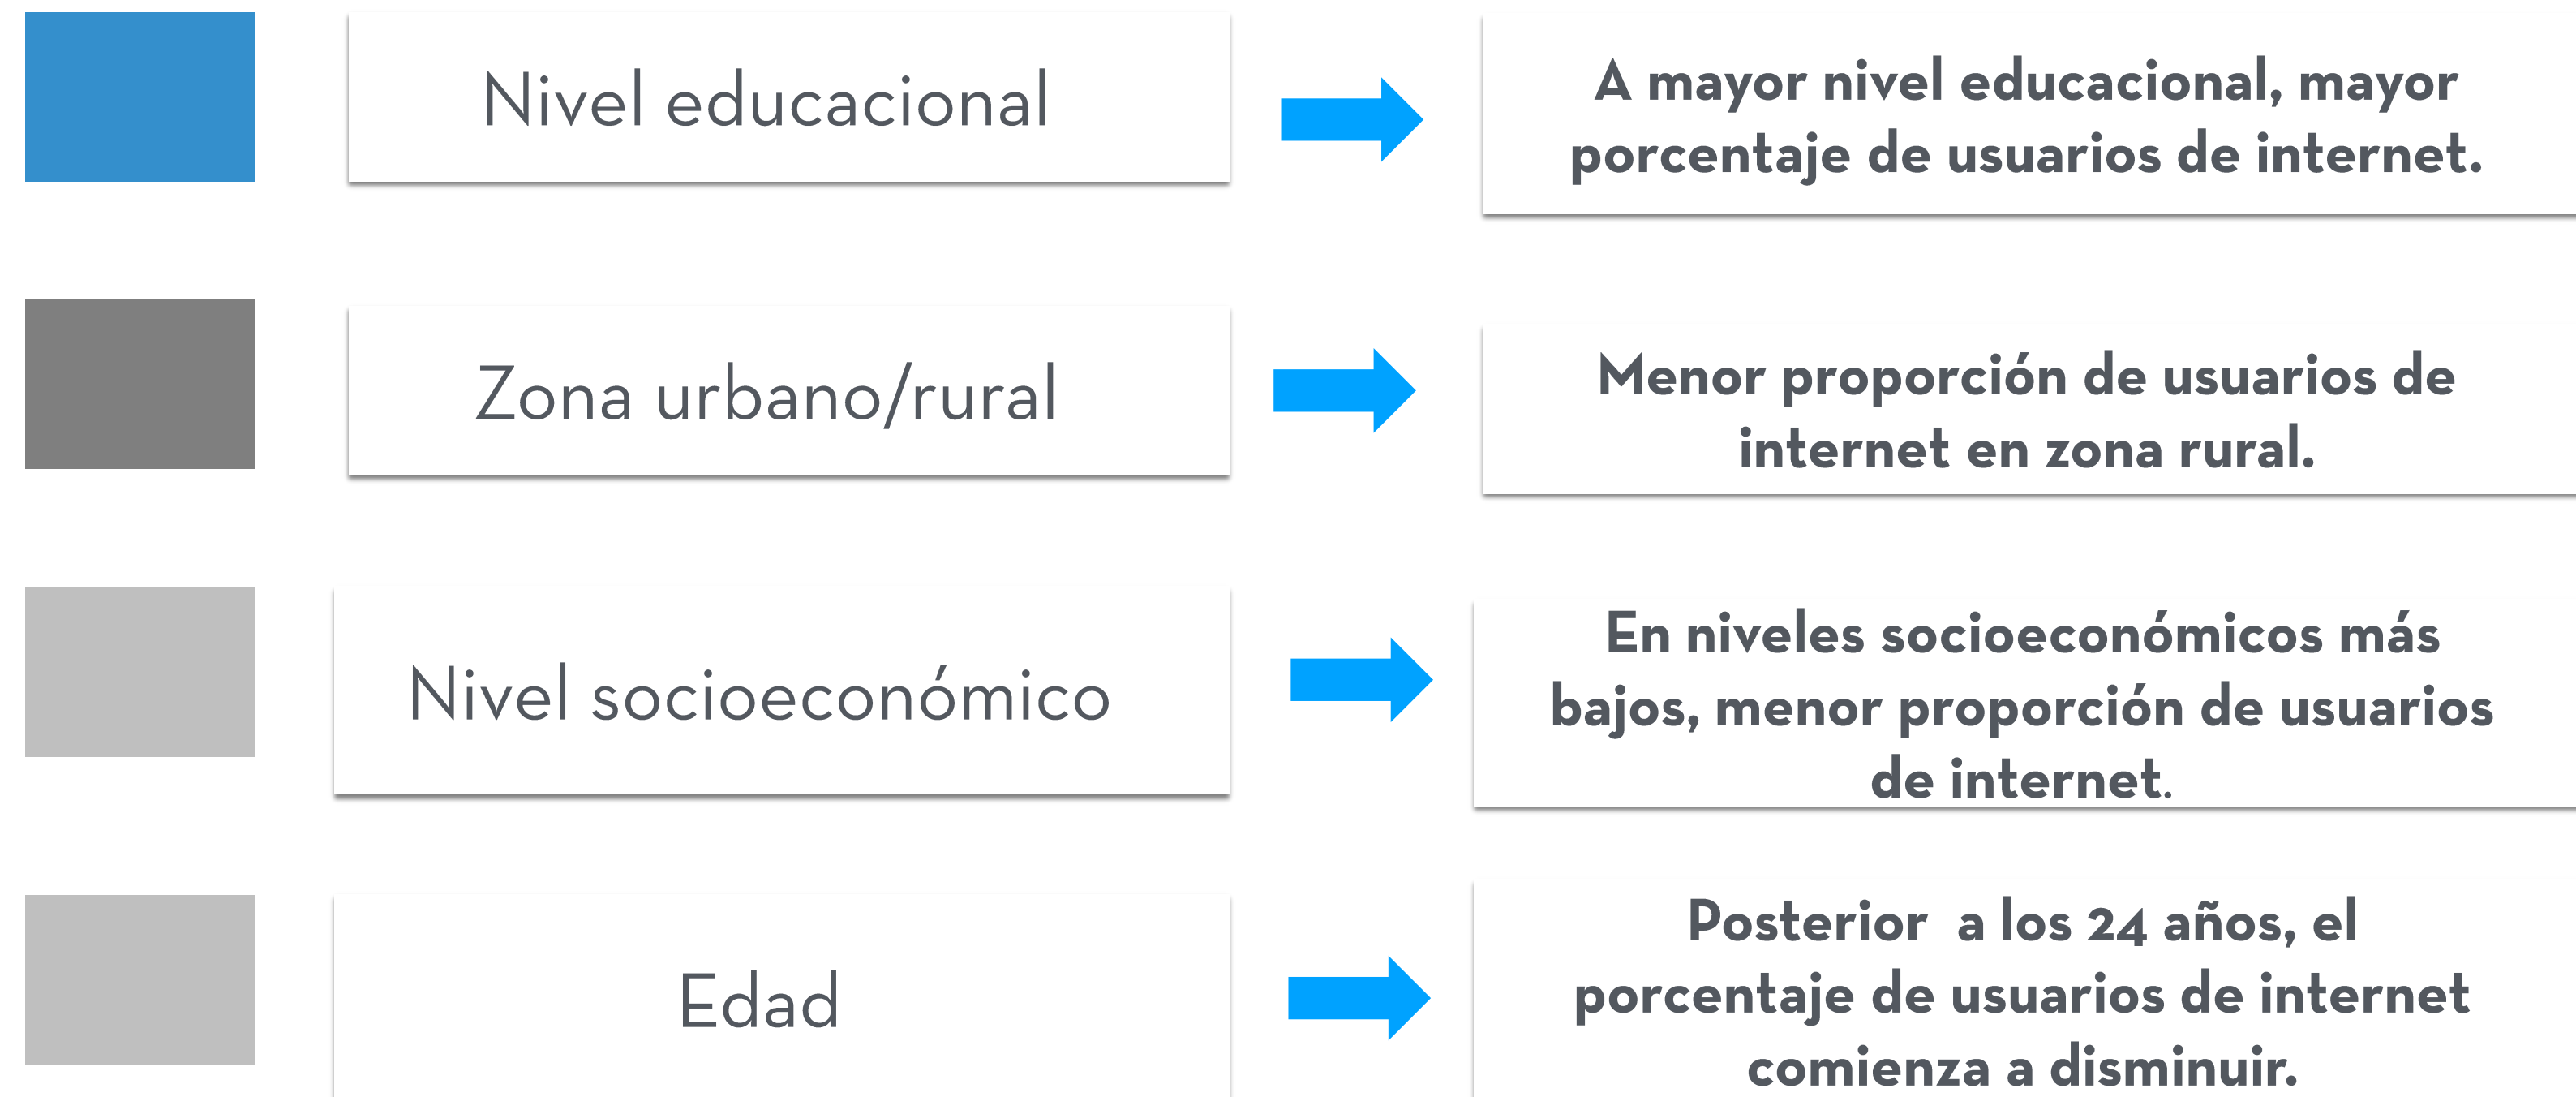 Nivel educacional
A mayor nivel educacional, mayor
porcentaje de usuarios de internet.
Zona urbano/rural
Menor proporción de usuarios de
internet en zona rural.
Nivel socioeconómico
En niveles socioeconómicos más
bajos, menor proporción de usuarios
de internet.
Edad
Posterior  a los 24 años, el
porcentaje de usuarios de internet
comienza a disminuir.